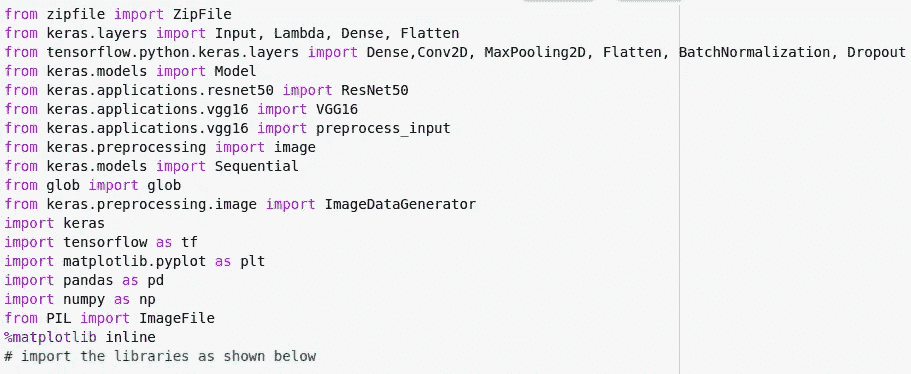 from zipfile import ZipFile
from keras.layers import Input, Lambda, Dense, Flatten
from tensorflow.python.keras.layers import Dense,Conv2D, MaxPooling2D, Flatten, BatchNormalization, Dropout
from keras.models import Model
from keras.applications.resnet50 import ResNet50
from keras.applications.vgg16 import VGG16
from keras.applications.vgg16 import preprocess_input
from keras.preprocessing import image
from keras.models import Sequential
from glob import glob
from keras.preprocessing.image import ImageDataGenerator
import keras
import tensorflow as tf
import matplotlib.pyplot as plt
import pandas as pd
import numpy as np
from PIL import ImageFile
%matplotlib inline
# import the libraries as shown below